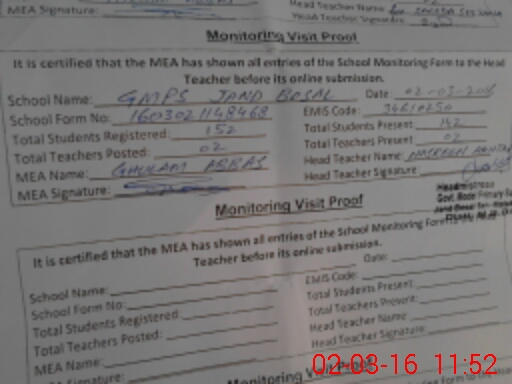 MEA Signature:
Head Teacher Name
Head Teacher Signature
Monitoring Visit Proof
It is certified that the MEA has shown all entries of the School Monitoring Form to the Head
Teacher before its online submission.
School Name: GMPS JAND BOSAL Date: 02-03-
School Form No: 1603021148468 EMIS Code:
Total Students Registered: 152 Total Students Present: 142
Total Teachers Posted: 02 Total Teachers Present: 02
MEA Name: GHULAM ABBAS Head Teacher Name:
MEA Signature: Head Teacher Signature
Headmistress
Monitoring Visit Proof
It is certified that the MEA has shown all entries of the School Monitoring Form to the
Teacher before its online submission.
School Name: Date:
School Form No: EMIS Code:
Total Students Registered Total Students Present:
Total Teachers Posted: Total Teachers Present:
MEA Name: Head Teacher Name
MEA Signature: Head Teacher Signature:
Monitoring Visit Proof
02-03-16 11:52